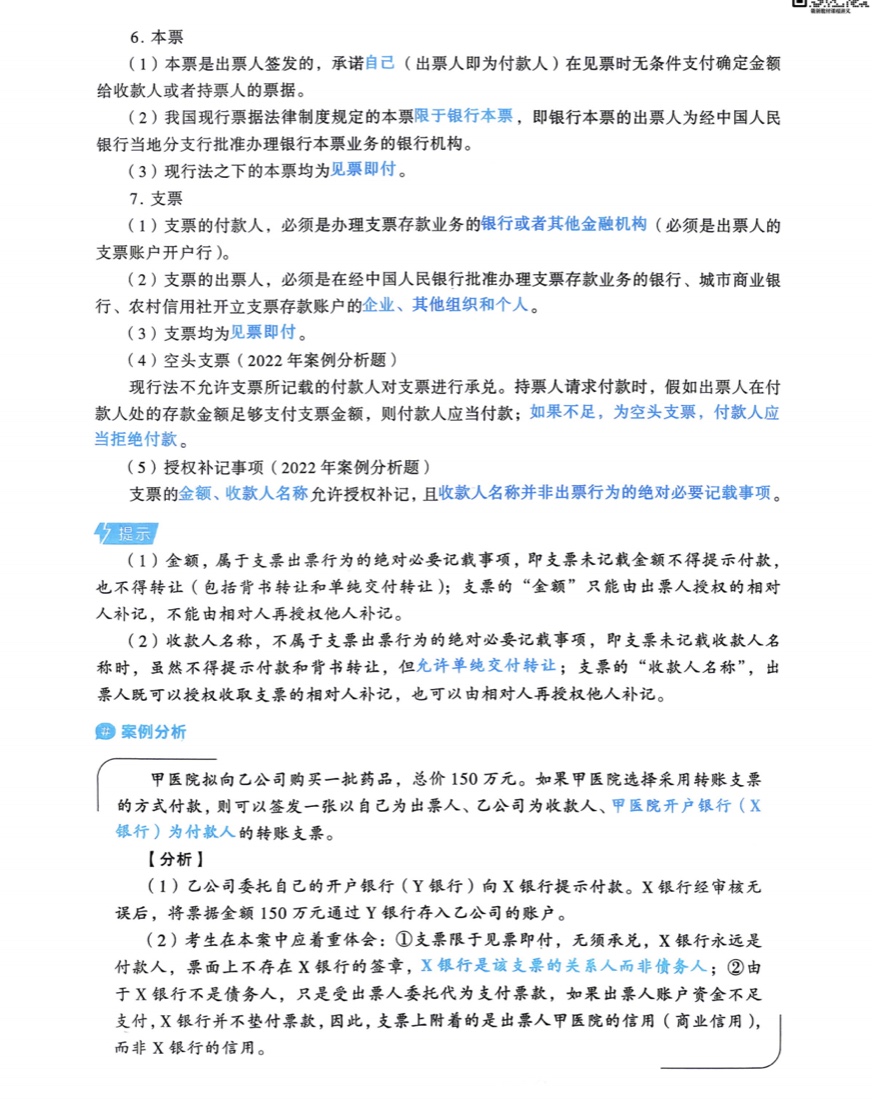 6. 本票
（1）本票是出票人签发的，承诺自己（出票人即为付款人）在见票时无条件支付确定金额
给收款人或者持票人的票据。
（2）我国现行票据法律制度规定的本票限于银行本票，即银行本票的出票人为经中国人民
银行当地分支行批准办理银行本票业务的银行机构。
（3）现行法之下的本票均为见票即付。
7. 支票
（1）支票的付款人，必须是办理支票存款业务的银行或者其他金融机构（必须是出票人的
支票账户开户行）。
（2）支票的出票人，必须是在经中国人民银行批准办理支票存款业务的银行、城市商业银
行、农村信用社开立支票存款账户的企业、其他组织和个人。
（3）支票均为见票即付。
（4）空头支票（2022 年案例分析题）
现行法不允许支票所记载的付款人对支票进行承兑。持票人请求付款时，假如出票人在付
款人处的存款金额足够支付支票金额，则付款人应当付款；如果不足，为空头支票，付款人应
当拒绝付款。
（5）授权补记事项（2022 年案例分析题）
支票的金额、收款人名称允许授权补记，且收款人名称并非出票行为的绝对必要记载事项。
提示
（1）金额，属于支票出票行为的绝对必要记载事项，即支票未记载金额不得提示付款，
也不得转让（包括背书转让和单纯交付转让）；支票的“金额”只能由出票人授权的相对
人补记，不能由相对人再授权他人补记。
（2）收款人名称，不属于支票出票行为的绝对必要记载事项，即支票未记载收款人名
称时，虽然不得提示付款和背书转让，但允许单纯交付转让；支票的“收款人名称”，出
票人既可以授权收取支票的相对人补记，也可以由相对人再授权他人补记。
案例分析
甲医院拟向乙公司购买一批药品，总价 150 万元。如果甲医院选择采用转账支票
的方式付款，则可以签发一张以自己为出票人、乙公司为收款人、甲医院开户银行（X
银行）为付款人的转账支票。
【分析】
（1）乙公司委托自己的开户银行（Y 银行）向 X 银行提示付款。X 银行经审核无
误后，将票据金额 150 万元通过 Y 银行存入乙公司的账户。
（2）考生在本案中应着重体会：①支票限于见票即付，无须承兑，X 银行永远是
付款人，票面上不存在 X 银行的签章，X 银行是该支票的关系人而非债务人；②由
于 X 银行不是债务人，只是受出票人委托代为支付票款，如果出票人账户资金不足
支付，X 银行并不垫付票款，因此，支票上附着的是出票人甲医院的信用（商业信用），
而非 X 银行的信用。